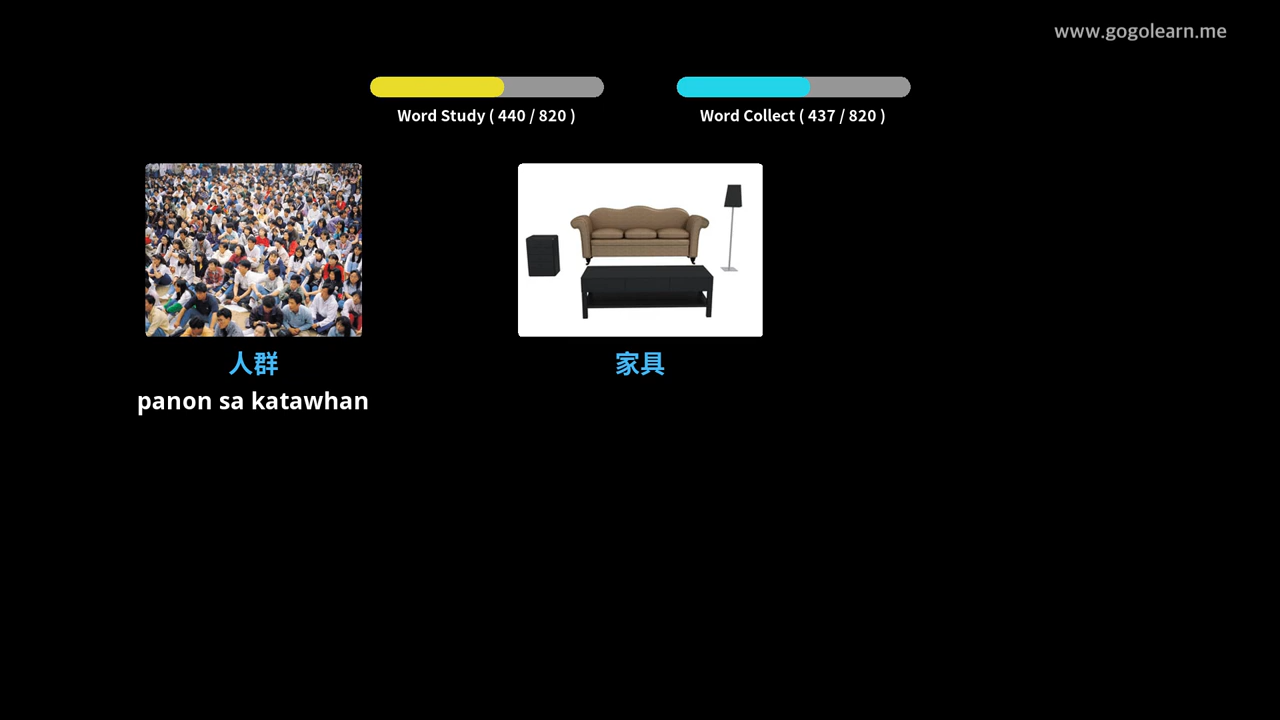 www.gogolearn.me
Word Study ( 440 / 820 )
Word Collect ( 437 / 820 )
人群
panon sa katawhan
家具